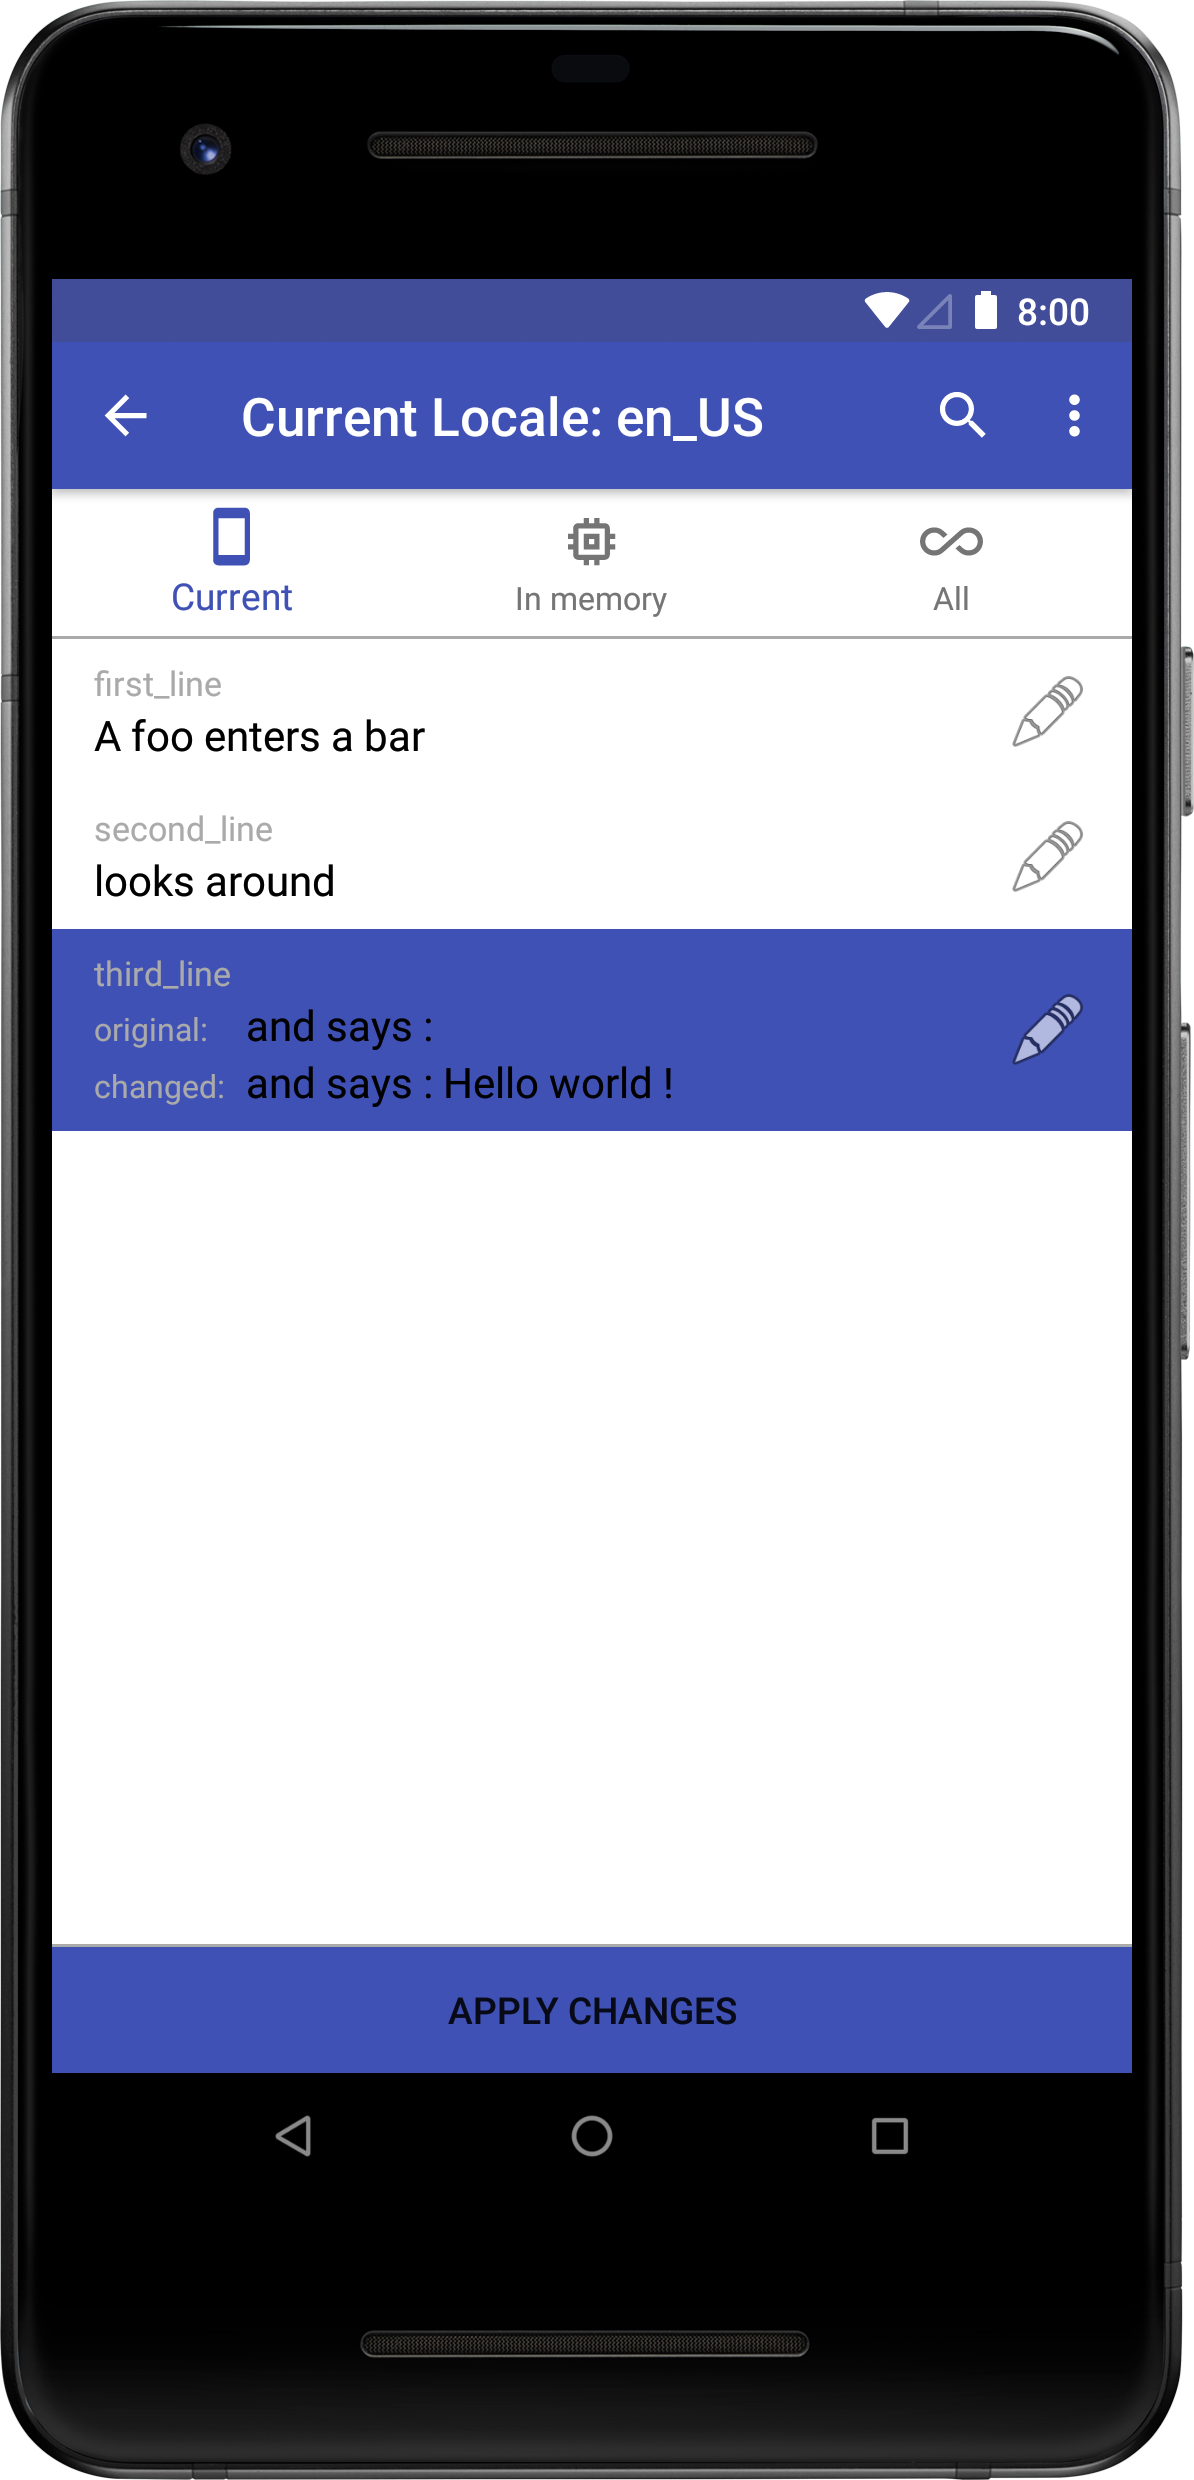 8:00
Current Locale: en_US
Current
In memory
All
first_line
A foo enters a bar
second_line
looks around
third_line
original: and says :
changed: and says : Hello world !
APPLY CHANGES